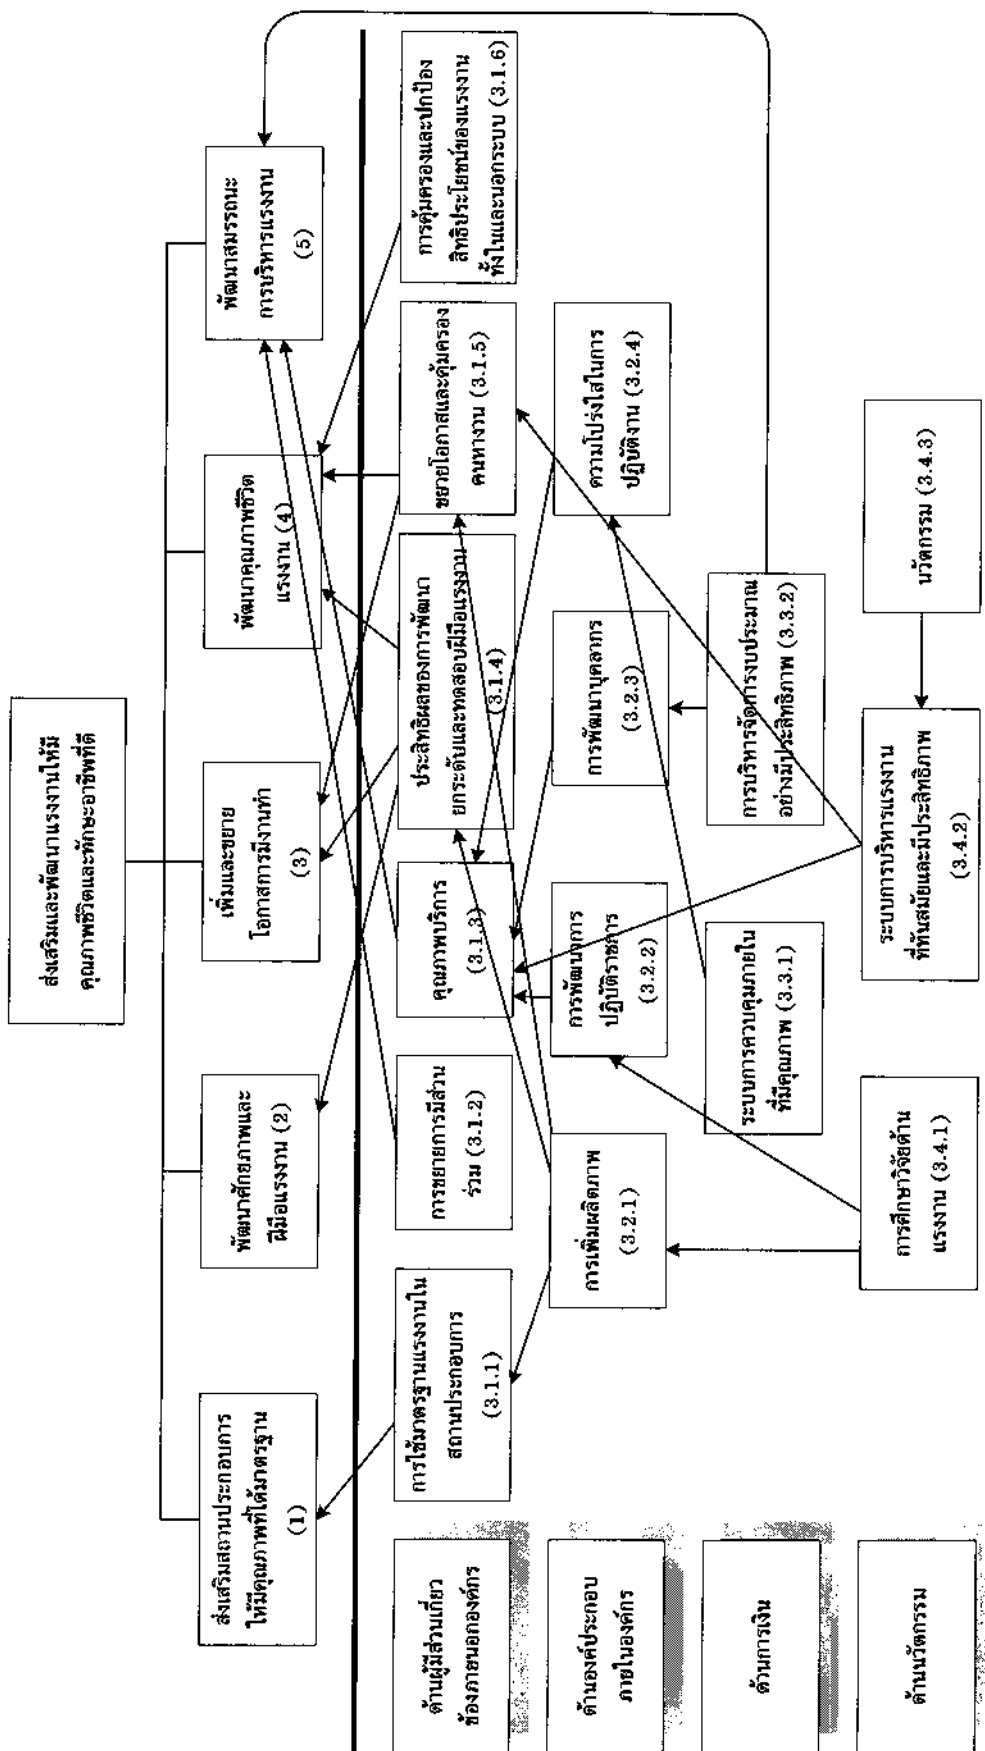 ส่งเสริมและพัฒนาแรงงานให้มี
คุณภาพชีวิตและทักษะอาชีพที่ดี
ส่งเสริมสถานประกอบการ
ให้มีคุณภาพที่ได้มาตรฐาน
(1)
พัฒนาศักยภาพและ
ฝีมือแรงงาน (2)
เพิ่มและขยาย
โอกาสการมีงานทำ
(3)
พัฒนาคุณภาพชีวิต
แรงงาน (4)
พัฒนาสมรรถนะ
การบริหารแรงงาน
(5)
ด้านผู้มีส่วนเกี่ยว
ข้องภายนอกองค์กร
การใช้มาตรฐานแรงงานใน
สถานประกอบการ
(3.1.1)
การขยายการมีส่วน
ร่วม (3.1.2)
คุณภาพบริการ
(3.1.3)
ประสิทธิผลของการพัฒนา
ยกระดับและทดสอบฝีมือแรงงาน
(3.1.4)
ขยายโอกาสและคุ้มครอง
คนหางาน (3.1.5)
การคุ้มครองและปกป้อง
สิทธิประโยชน์ของแรงงาน
ทั้งในและนอกระบบ (3.1.6)
ด้านองค์ประกอบ
ภายในองค์กร
การเพิ่มผลิตภาพ
(3.2.1)
การพัฒนาการ
ปฏิบัติราชการ
(3.2.2)
การพัฒนาบุคลากร
(3.2.3)
ความโปร่งใสในการ
ปฏิบัติงาน (3.2.4)
ด้านการเงิน
ระบบการควบคุมภายใน
ที่มีคุณภาพ (3.3.1)
การบริหารจัดการงบประมาณ
อย่างมีประสิทธิภาพ (3.3.2)
ด้านนวัตกรรม
การศึกษาวิจัยด้าน
แรงงาน (3.4.1)
ระบบการบริหารแรงงาน
ที่ทันสมัยและมีประสิทธิภาพ
(3.4.2)
นวัตกรรม (3.4.3)